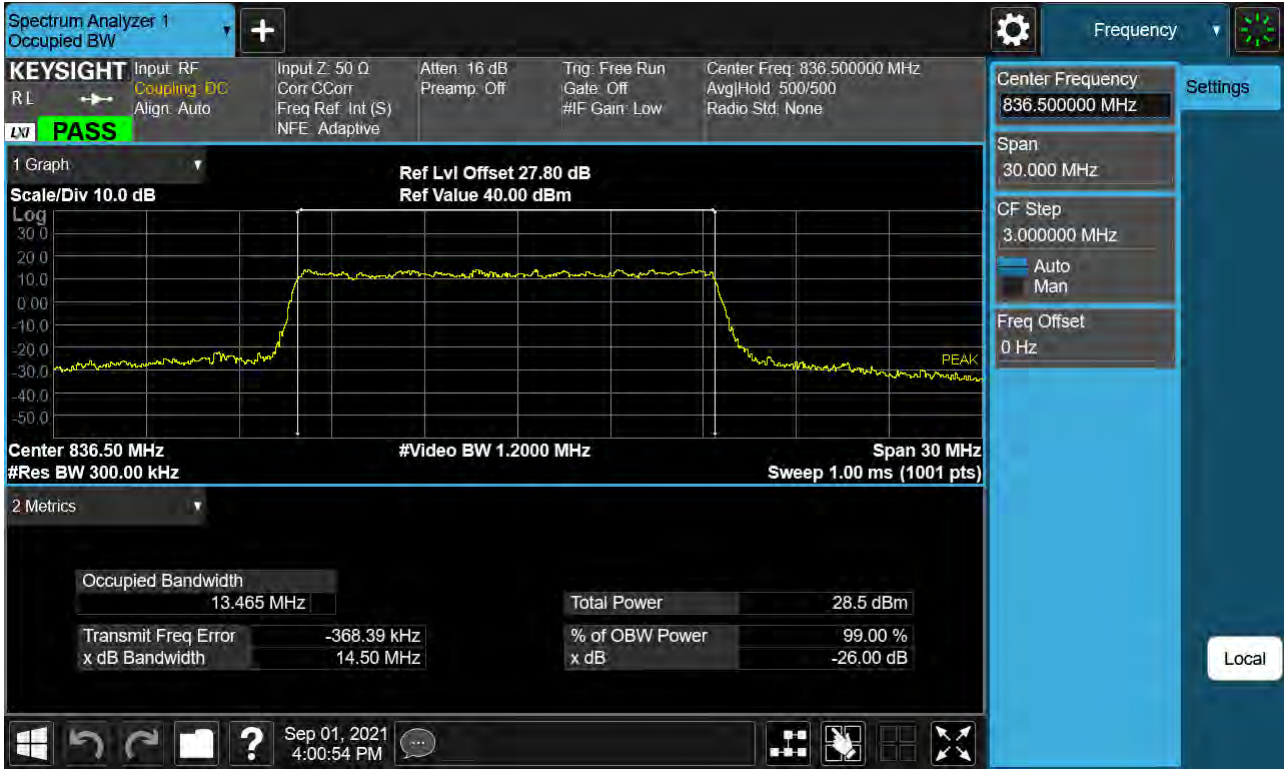 Spectrum Analyzer 1
Occupied BW
+
Frequency
KEYSIGHT
R L
LXI
PASS
Input: RF
Coupling: DC
Align: Auto
Input Z: 50 Ω
Corr CCorr
Freq Ref: Int (S)
NFE: Adaptive
Atten: 16 dB
Preamp: Off
Trig: Free Run
Gate: Off
#IF Gain: Low
Center Freq: 836.500000 MHz
Avg|Hold: 500/500
Radio Std: None
Center Frequency
836.500000 MHz
Settings
Span
30.000 MHz
CF Step
3.000000 MHz
Auto
Man
Freq Offset
0 Hz
Local
1 Graph
Scale/Div 10.0 dB
Ref Lvl Offset 27.80 dB
Ref Value 40.00 dBm
Log
30.0
20.0
10.0
0.00
-10.0
-20.0
-30.0
-40.0
-50.0
PEAK
Center 836.50 MHz
#Video BW 1.2000 MHz
Span 30 MHz
#Res BW 300.00 kHz
Sweep 1.00 ms (1001 pts)
2 Metrics
Occupied Bandwidth
13.465 MHz
Total Power 28.5 dBm
Transmit Freq Error -368.39 kHz
% of OBW Power 99.00 %
x dB Bandwidth 14.50 MHz
x dB -26.00 dB
?
Sep 01, 2021
4:00:54 PM